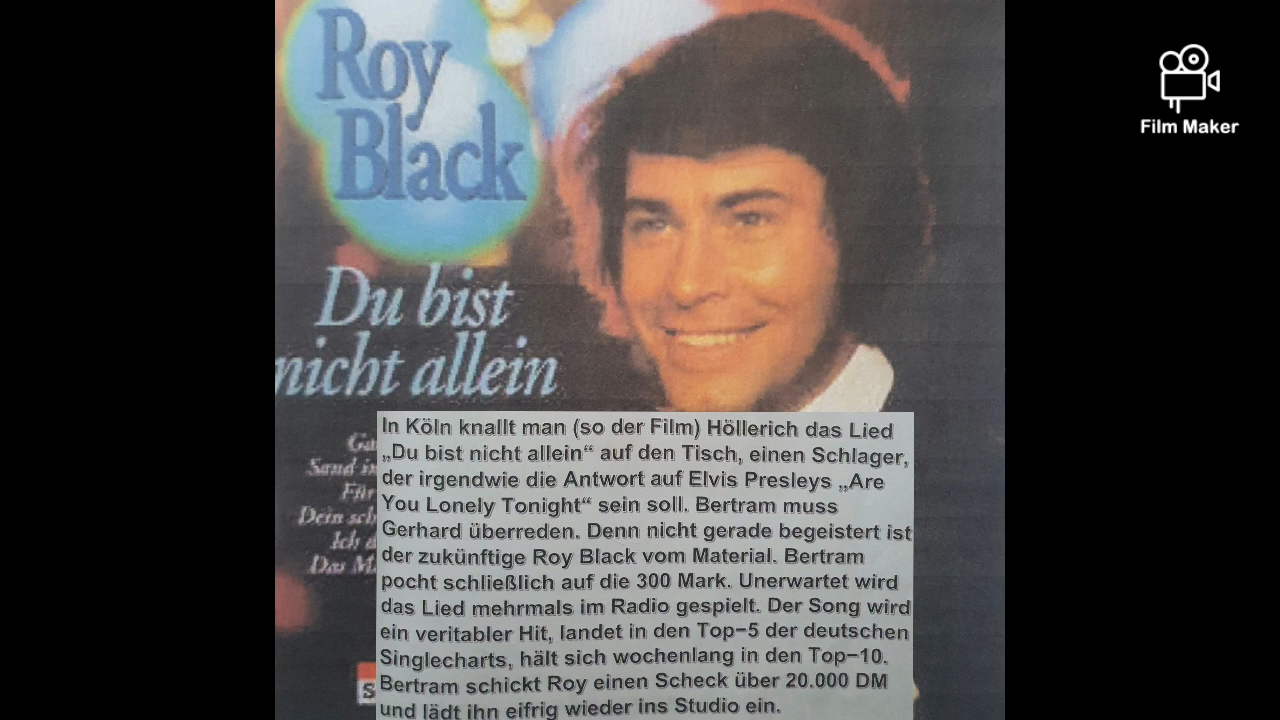 Roy
Black
Film Maker
Du bist
nicht allein
Sand
Für
Dein
Ich
In Köln knallt man (so der Film) Höllerich das Lied
„Du bist nicht allein“ auf den Tisch, einen Schlager,
der irgendwie die Antwort auf Elvis Presleys „Are
You Lonely Tonight“ sein soll. Bertram muss
Gerhard überreden. Denn nicht gerade begeistert ist
der zukünftige Roy Black vom Material. Bertram
pocht schließlich auf die 300 Mark. Unerwartet wird
das Lied mehrmals im Radio gespielt. Der Song wird
ein veritabler Hit, landet in den Top–5 der deutschen
Singlecharts, hält sich wochenlang in den Top–10.
Bertram schickt Roy einen Scheck über 20.000 DM
und lädt ihn eifrig wieder ins Studio ein.